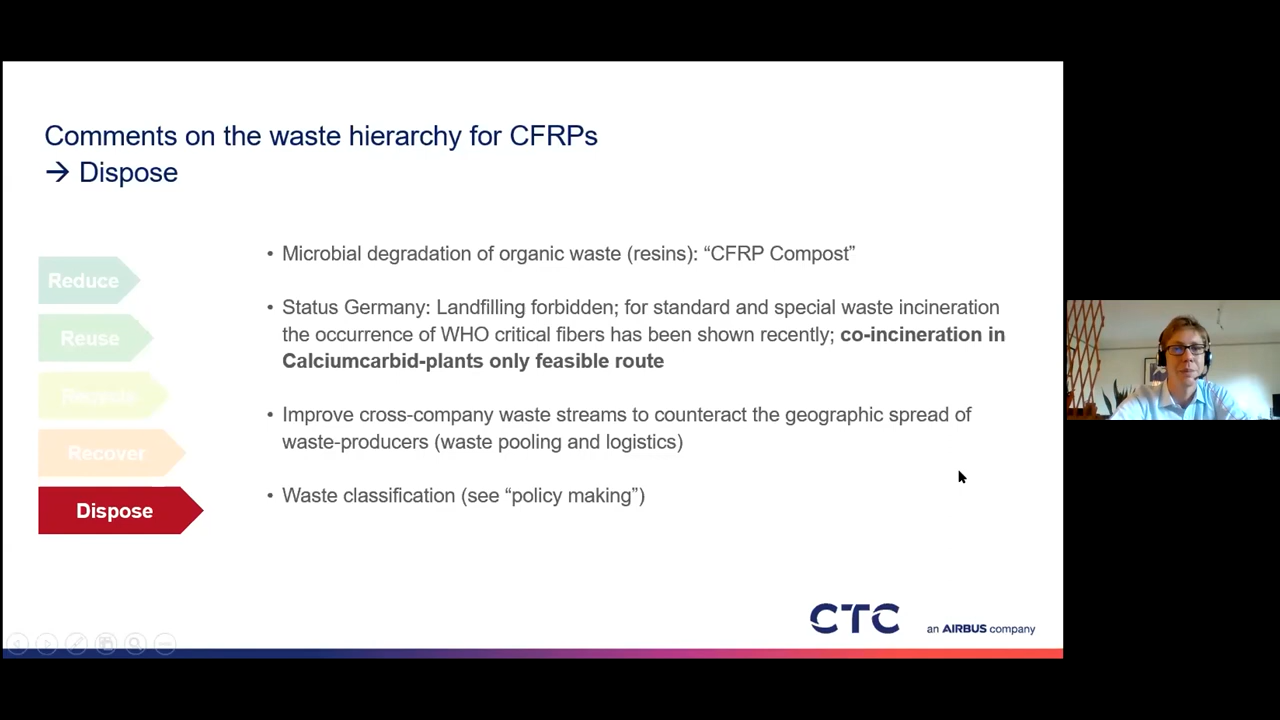 Comments on the waste hierarchy for CFRPs
→ Dispose
Reduce
Reuse
Recycle
Recover
Dispose
• Microbial degradation of organic waste (resins): “CFRP Compost”
• Status Germany: Landfilling forbidden; for standard and special waste incineration
the occurrence of WHO critical fibers has been shown recently; co-incineration in
Calciumcarbid-plants only feasible route
• Improve cross-company waste streams to counteract the geographic spread of
waste-producers (waste pooling and logistics)
• Waste classification (see “policy making”)
CTC
an AIRBUS company